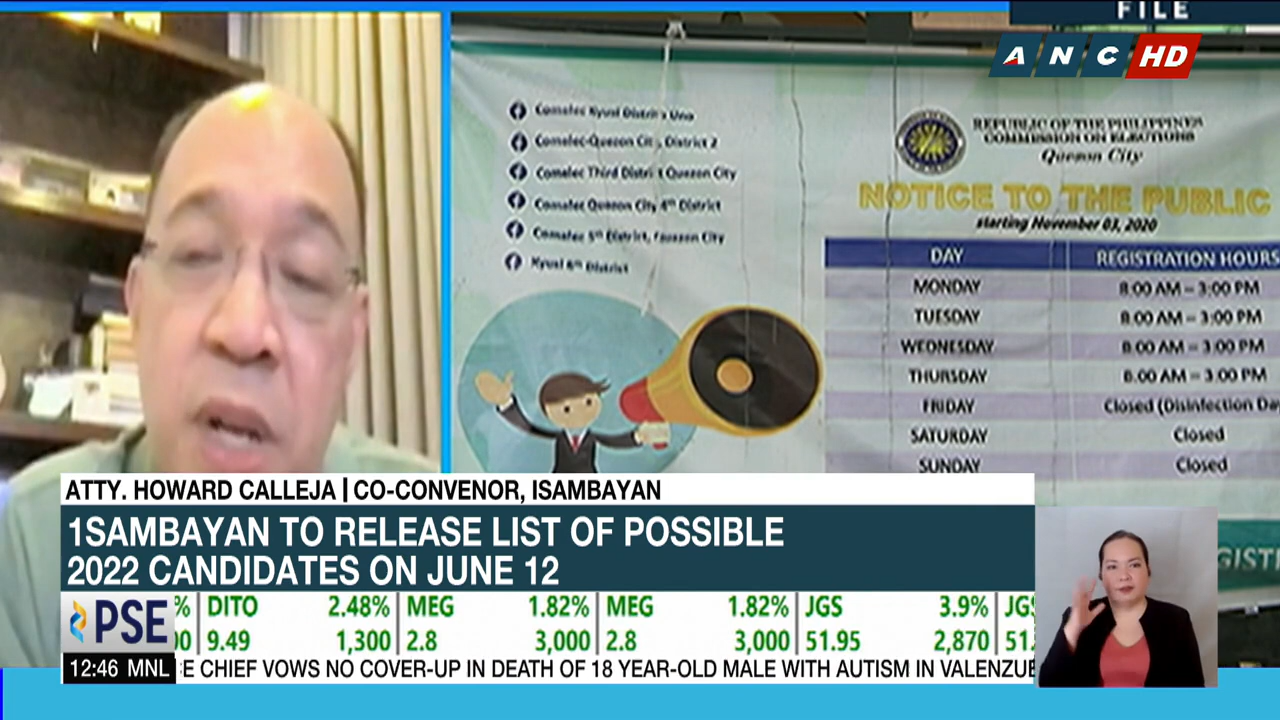 FILE
ANC HD
Comelec Kyusi District Uno
Comelec-Quezon City, District 2
Comelec Third District Quezon City
Comelec Quezon City 4th District
Comelec 5th District, Quezon City
Kyusi 6th District
REPUBLIC OF THE PHILIPPINES
COMMISSION ON ELECTIONS
Quezon City
NOTICE TO THE PUBLIC
starting November 03, 2020
DAY REGISTRATION HOURS
MONDAY 8:00 AM – 3:00 PM
TUESDAY 8:00 AM – 3:00 PM
WEDNESDAY 8:00 AM – 3:00 PM
THURSDAY 8:00 AM – 3:00 PM
FRIDAY Closed (Disinfection Da
SATURDAY Closed
SUNDAY Closed
GISTI
ATTY. HOWARD CALLEJA | CO-CONVENOR, ISAMBAYAN
1SAMBAYAN TO RELEASE LIST OF POSSIBLE
2022 CANDIDATES ON JUNE 12
PSE % DITO 2.48% MEG 1.82% MEG 1.82% JGS 3.9% JGS
00 9.49 1,300 2.8 3,000 2.8 3,000 51.95 2,870 51.
12:46 MNL CE CHIEF VOWS NO COVER-UP IN DEATH OF 18 YEAR-OLD MALE WITH AUTISM IN VALENZUE